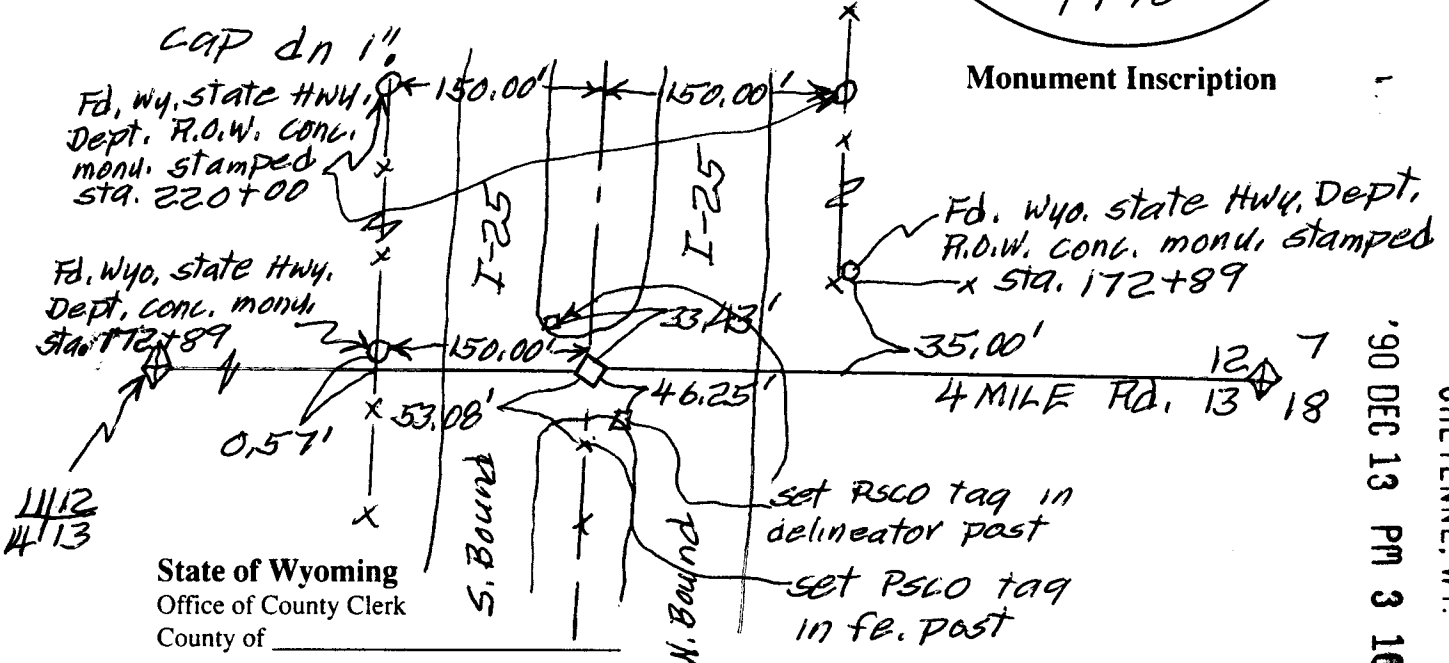 cap dn 1".
Monument Inscription
150.00'
150.00'
Fd. wy. state Hwy.
Dept. R.O.W. conc.
monu. stamped
sta. 220+00
I-25
I-25
Fd. Wyo. state Hwy. Dept.
R.O.W. conc. monu. stamped
sta. 172+89
Fd. Wyo. state Hwy.
Dept. conc. monu.
sta. 172+89
150.00'
33.43'
35.00'
12 7
13 18
4 MILE Rd.
46.25'
53.08'
0.57'
11 12
14 13
S. Bound
N. Bound
set PSCO tag in
delineator post
set PSCO tag
in fe. post
State of Wyoming
Office of County Clerk
County of
'90 DEC 13 PM 3 10
CHEYENNE, WY.